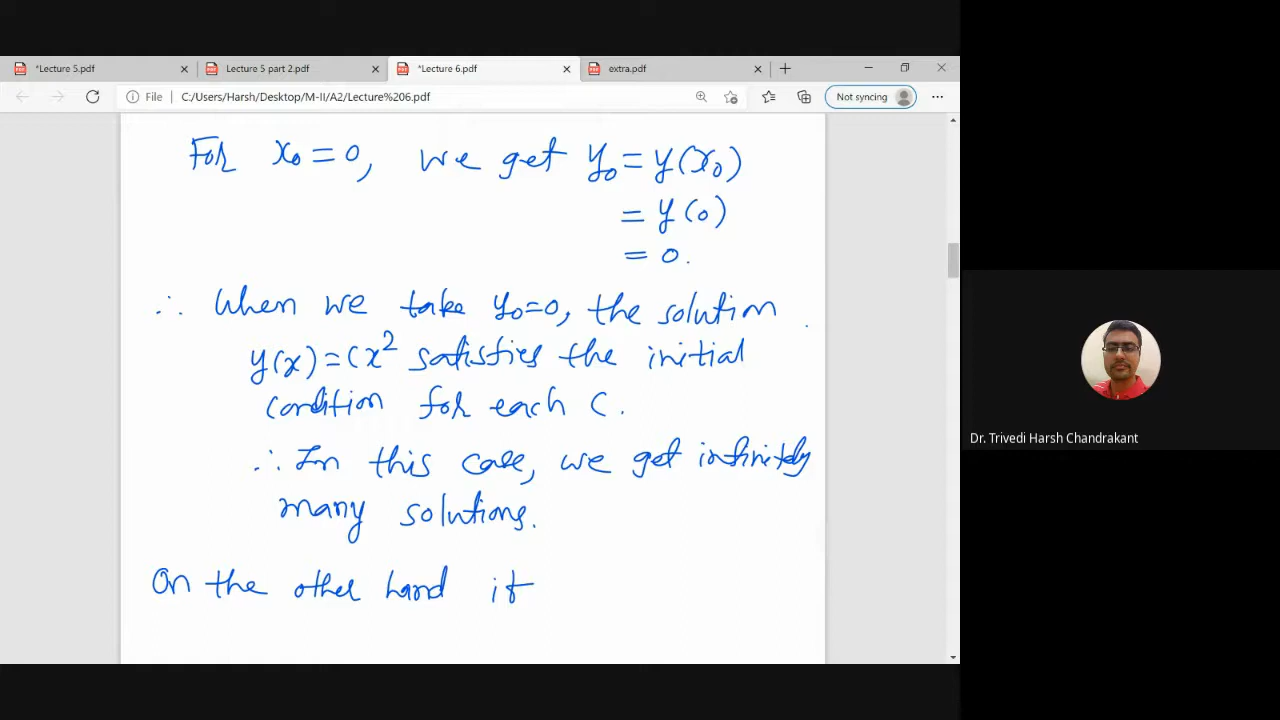 *Lecture 5.pdf
Lecture 5 part 2.pdf
*Lecture 6.pdf
extra.pdf
File
C:/Users/Harsh/Desktop/M-II/A2/Lecture%206.pdf
Not syncing
For x₀ = 0, we get y₀ = y(x₀)
= y(0)
= 0.
∴ When we take y₀=0, the solution
y(x) = Cx² satisfies the initial
condition for each C.
∴ In this case, we get infinitely
many solutions.
On the other hand if
Dr. Trivedi Harsh Chandrakant